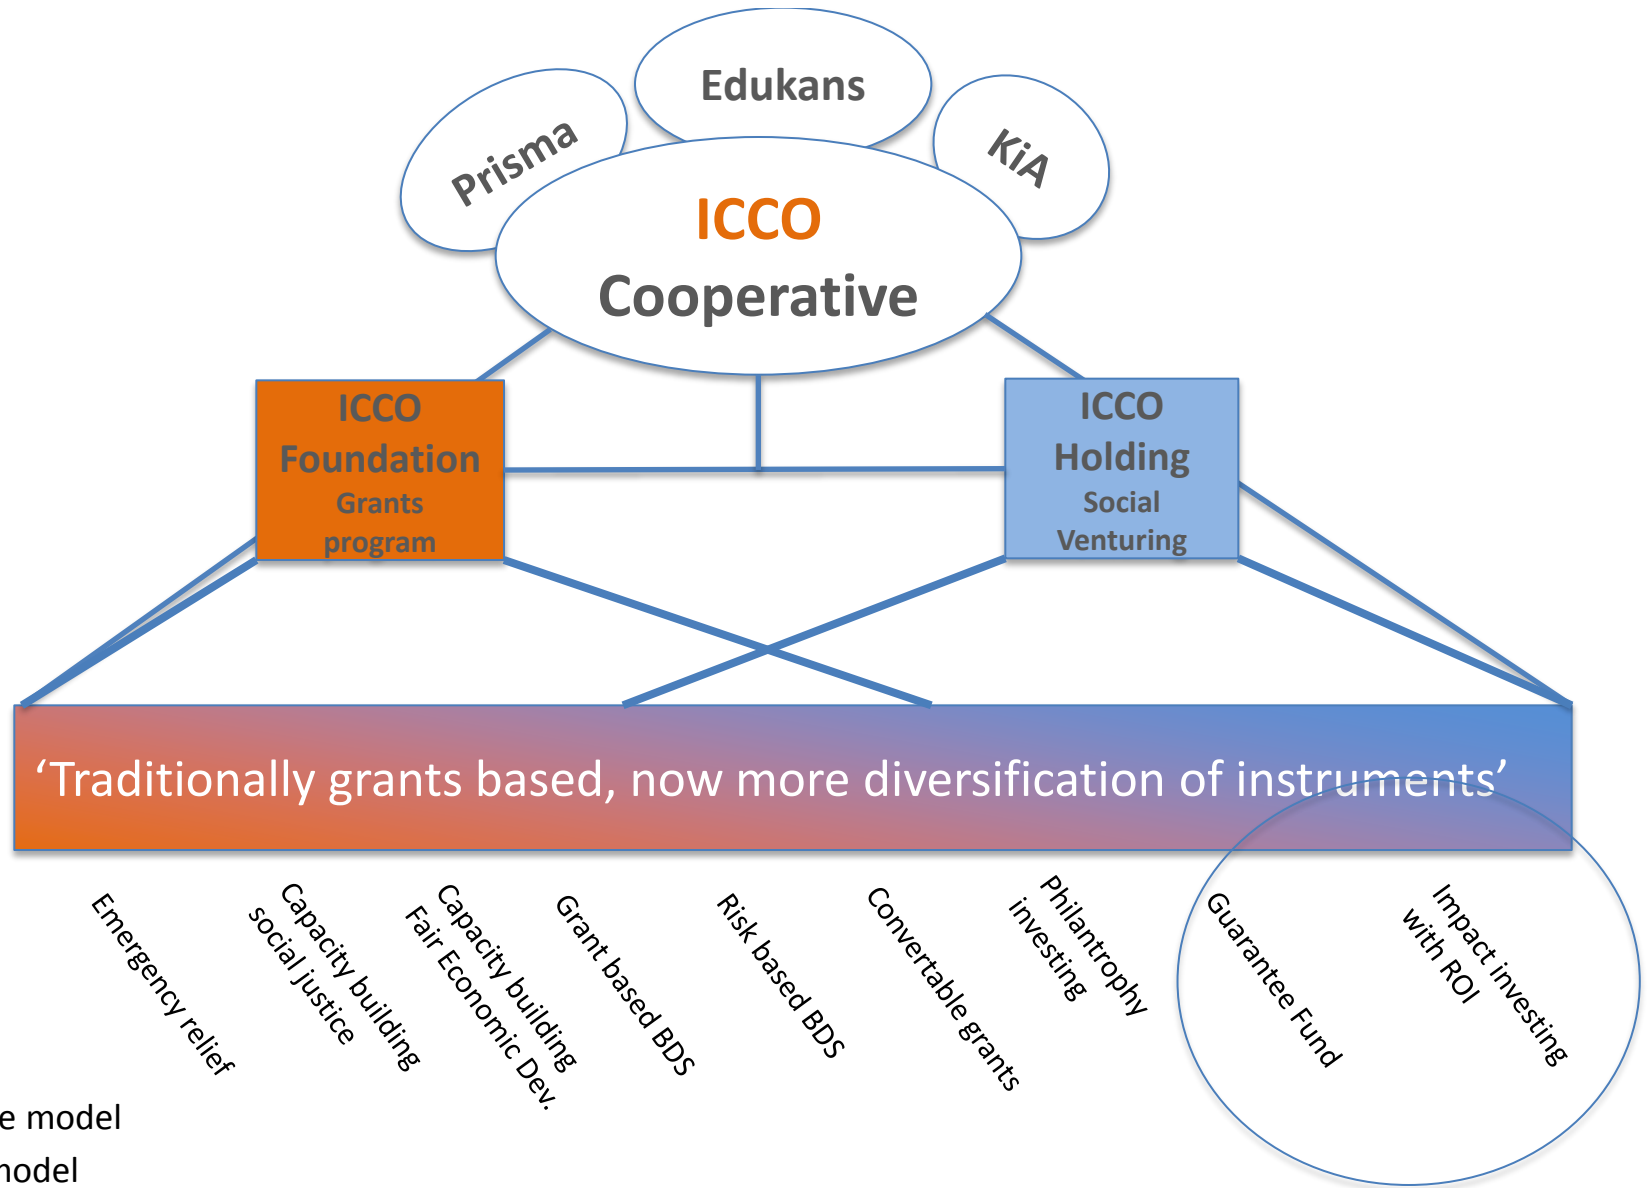 Edukans
Prisma
KiA
ICCO
Cooperative
ICCO
Foundation
Grants
program
ICCO
Holding
Social
Venturing
‘Traditionally grants based, now more diversification of instruments’
Emergency relief
Capacity building
social justice
Capacity building
Fair Economic Dev.
Grant based BDS
Risk based BDS
Convertable grants
Philantrophy
investing
Guarantee Fund
Impact investing
with ROI
e model
model